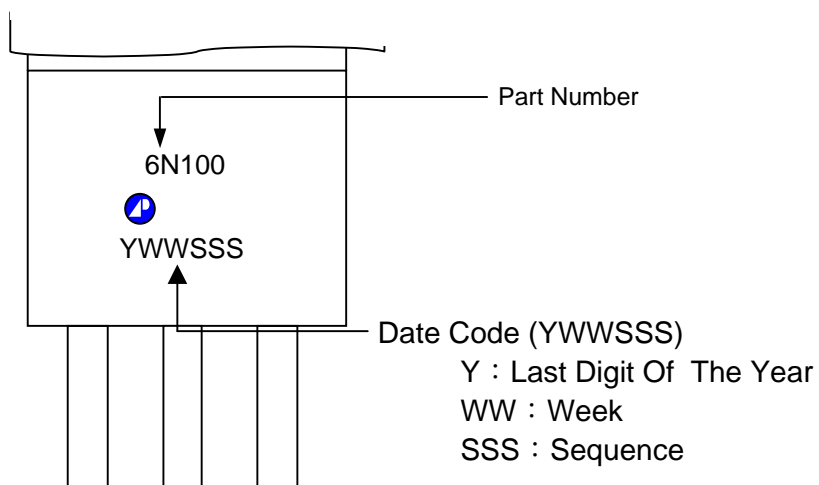 Part Number
6N100
YWWSSS
Date Code (YWWSSS)
Y：Last Digit Of The Year
WW：Week
SSS：Sequence